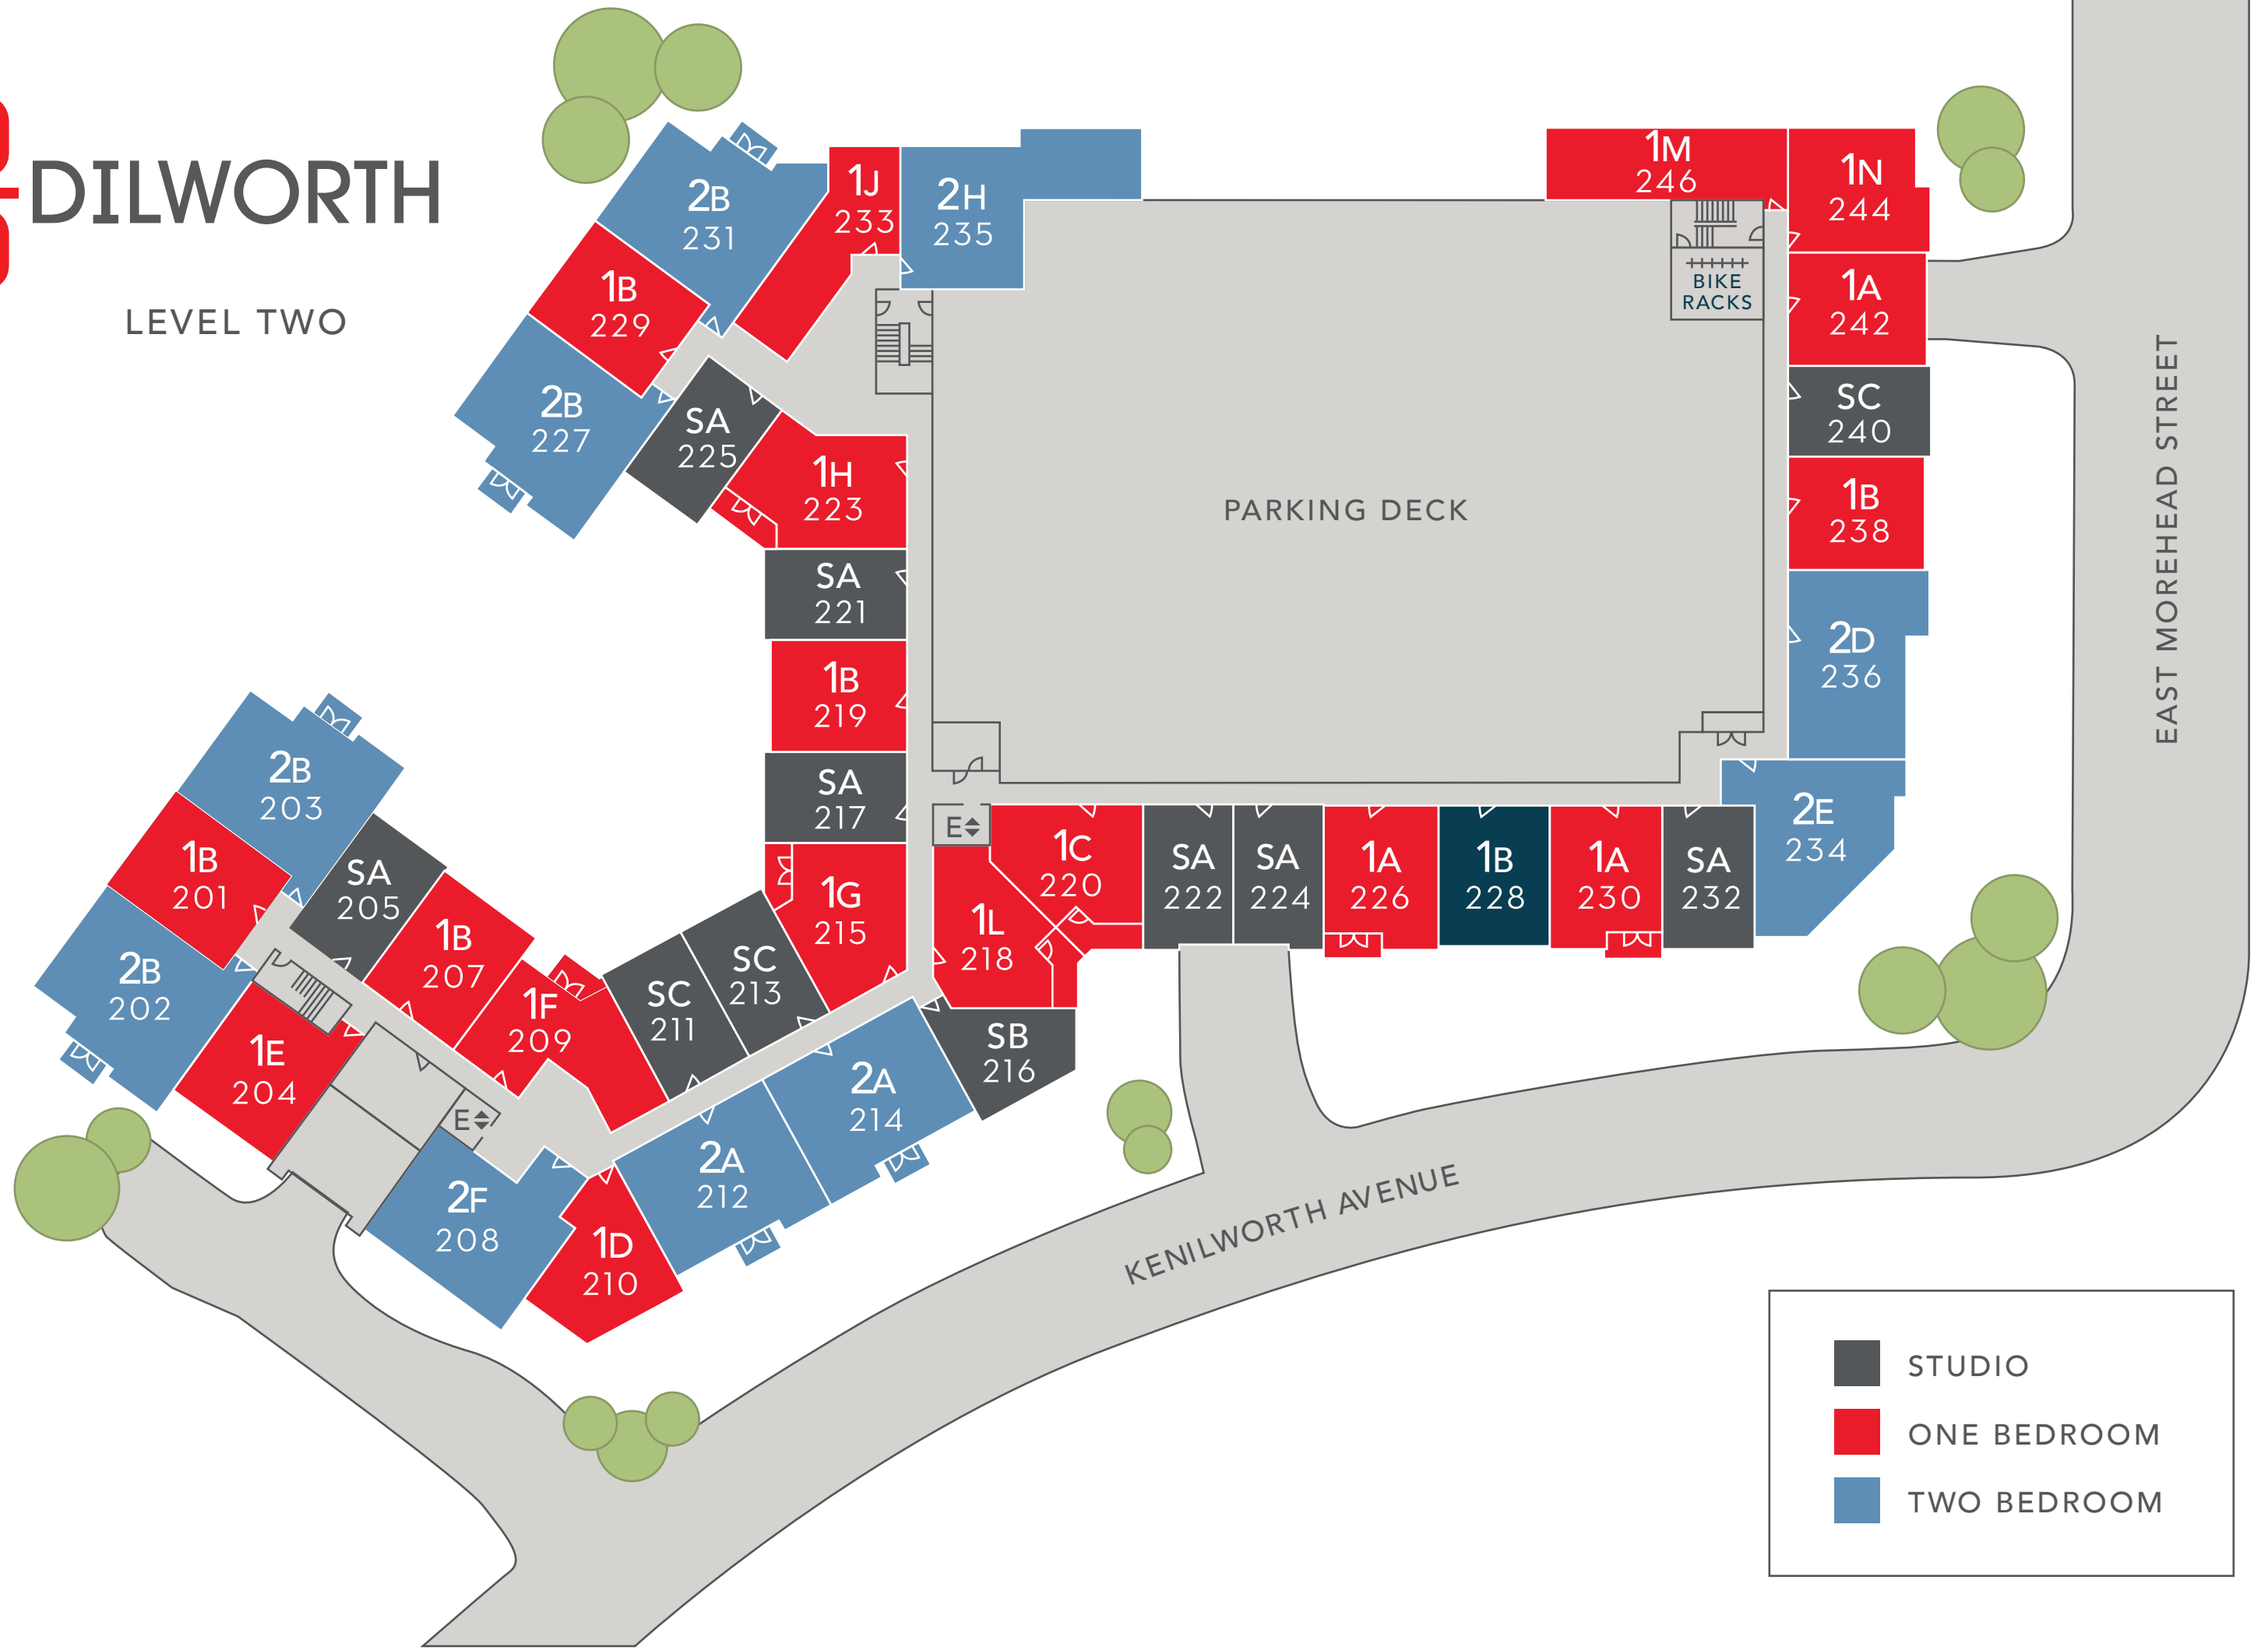 DILWORTH
LEVEL TWO
2B
231
1J
233
2H
235
1B
229
2B
227
SA
225
1H
223
SA
221
1B
219
SA
217
1G
215
1M
246
1N
244
BIKE
RACKS
1A
242
SC
240
1B
238
2D
236
2E
234
PARKING DECK
EAST MOREHEAD STREET
E
1C
220
SA
222
SA
224
1A
226
1B
228
1A
230
SA
232
1L
218
SB
216
2B
203
1B
201
2B
202
SA
205
1B
207
1F
209
SC
211
SC
213
1E
204
E
2F
208
1D
210
2A
212
2A
214
KENILWORTH AVENUE
STUDIO
ONE BEDROOM
TWO BEDROOM